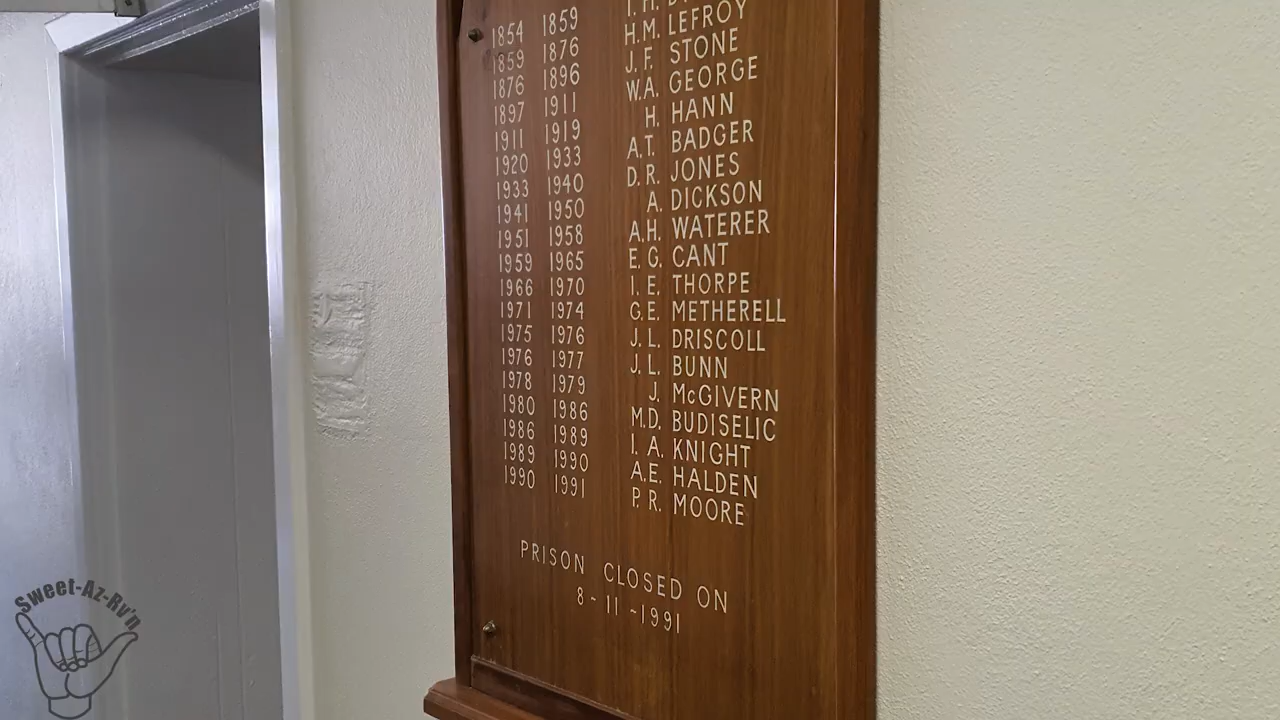 1854 1859
1859 1876 H.M. LEFROY
1876 1896 J.F. STONE
1897 1911 W.A. GEORGE
1911 1919 H. HANN
1920 1933 A.T. BADGER
1933 1940 D.R. JONES
1941 1950 A. DICKSON
1951 1958 A.H. WATERER
1959 1965 E.G. CANT
1966 1970 I.E. THORPE
1971 1974 G.E. METHERELL
1975 1976 J.L. DRISCOLL
1976 1977 J.L. BUNN
1978 1979 J. McGIVERN
1980 1986 M.D. BUDISELIC
1986 1989 I.A. KNIGHT
1989 1990 A.E. HALDEN
1990 1991 P.R. MOORE
PRISON CLOSED ON
8-11-1991
Sweet-Az-Rv'n